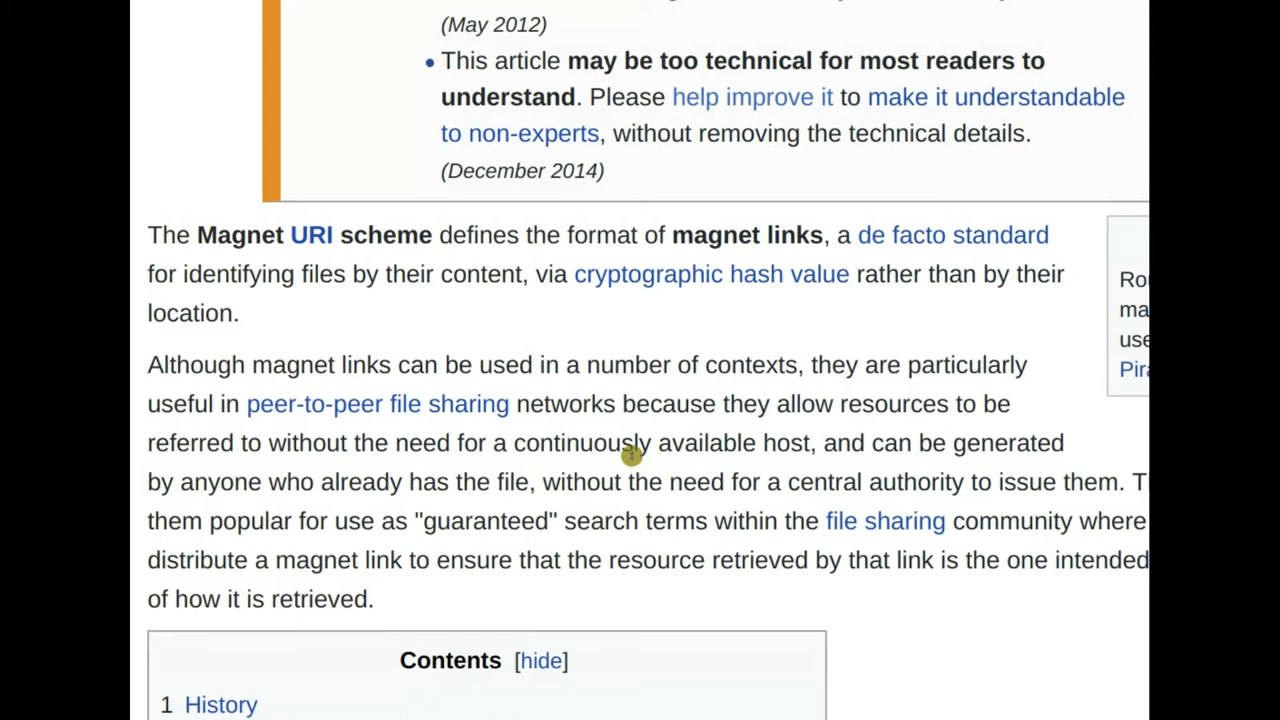 (May 2012)
• This article may be too technical for most readers to
understand. Please help improve it to make it understandable
to non-experts, without removing the technical details.
(December 2014)
The Magnet URI scheme defines the format of magnet links, a de facto standard
for identifying files by their content, via cryptographic hash value rather than by their
location.
Although magnet links can be used in a number of contexts, they are particularly
useful in peer-to-peer file sharing networks because they allow resources to be
referred to without the need for a continuously available host, and can be generated
by anyone who already has the file, without the need for a central authority to issue them.
them popular for use as "guaranteed" search terms within the file sharing community where
distribute a magnet link to ensure that the resource retrieved by that link is the one intended
of how it is retrieved.
Contents [hide]
1 History